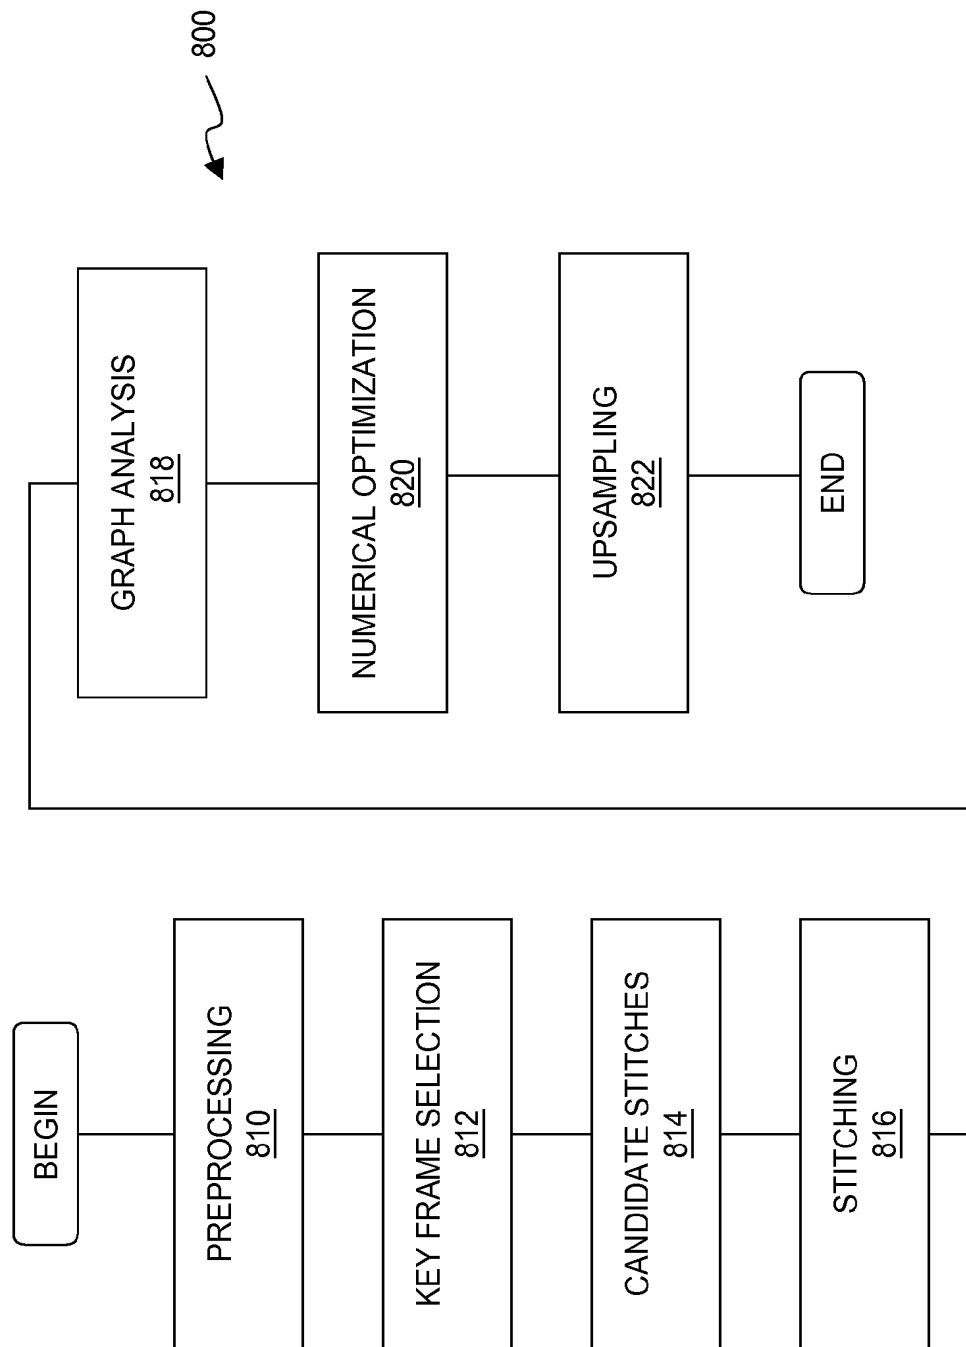 800
BEGIN
PREPROCESSING
810
KEY FRAME SELECTION
812
CANDIDATE STITCHES
814
STITCHING
816
GRAPH ANALYSIS
818
NUMERICAL OPTIMIZATION
820
UPSAMPLING
822
END